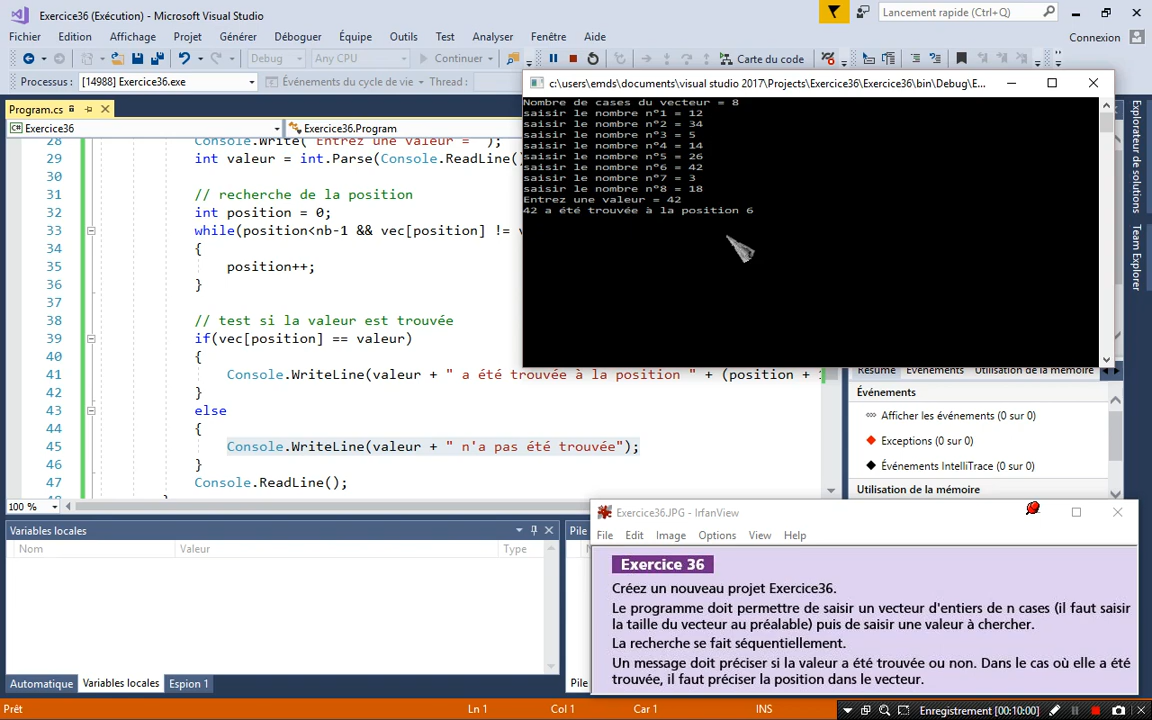 Exercice36 (Exécution) - Microsoft Visual Studio
Lancement rapide (Ctrl+Q)
Fichier Edition Affichage Projet Générer Déboguer Équipe Outils Test Analyser Fenêtre Aide
Connexion
Debug Any CPU Continuer Carte du code
Processus : [14988] Exercice36.exe Événements du cycle de vie Thread :
c:\users\emds\documents\visual studio 2017\Projects\Exercice36\Exercice36\bin\Debug\E...
Nombre de cases du vecteur = 8
saisir le nombre n°1 = 12
saisir le nombre n°2 = 34
saisir le nombre n°3 = 5
saisir le nombre n°4 = 14
saisir le nombre n°5 = 26
saisir le nombre n°6 = 42
saisir le nombre n°7 = 3
saisir le nombre n°8 = 18
Entrez une valeur = 42
42 a été trouvée à la position 6
Program.cs
Exercice36 Exercice36.Program
28 Console.Write("Entrez une valeur = ");
29 int valeur = int.Parse(Console.ReadLine()
30
31 // recherche de la position
32 int position = 0;
33 while(position<nb-1 && vec[position] != v
34 {
35 position++;
36 }
37
38 // test si la valeur est trouvée
39 if(vec[position] == valeur)
40 {
41 Console.WriteLine(valeur + " a été trouvée à la position " + (position +
42 }
43 else
44 {
45 Console.WriteLine(valeur + " n'a pas été trouvée");
46 }
47 Console.ReadLine();
48 }
100 %
Explorateur de solutions
Team Explorer
Résumé Événements Utilisation de la mémoire
Événements
Afficher les événements (0 sur 0)
Exceptions (0 sur 0)
Événements IntelliTrace (0 sur 0)
Utilisation de la mémoire
Variables locales
Nom Valeur Type
Pile
Automatique Variables locales Espion 1
Pile
Exercice36.JPG - IrfanView
File Edit Image Options View Help
Exercice 36
Créez un nouveau projet Exercice36.
Le programme doit permettre de saisir un vecteur d'entiers de n cases (il faut saisir
la taille du vecteur au préalable) puis de saisir une valeur à chercher.
La recherche se fait séquentiellement.
Un message doit préciser si la valeur a été trouvée ou non. Dans le cas où elle a été
trouvée, il faut préciser la position dans le vecteur.
Prêt Ln 1 Col 1 Car 1 INS
Enregistrement [00:10:00]